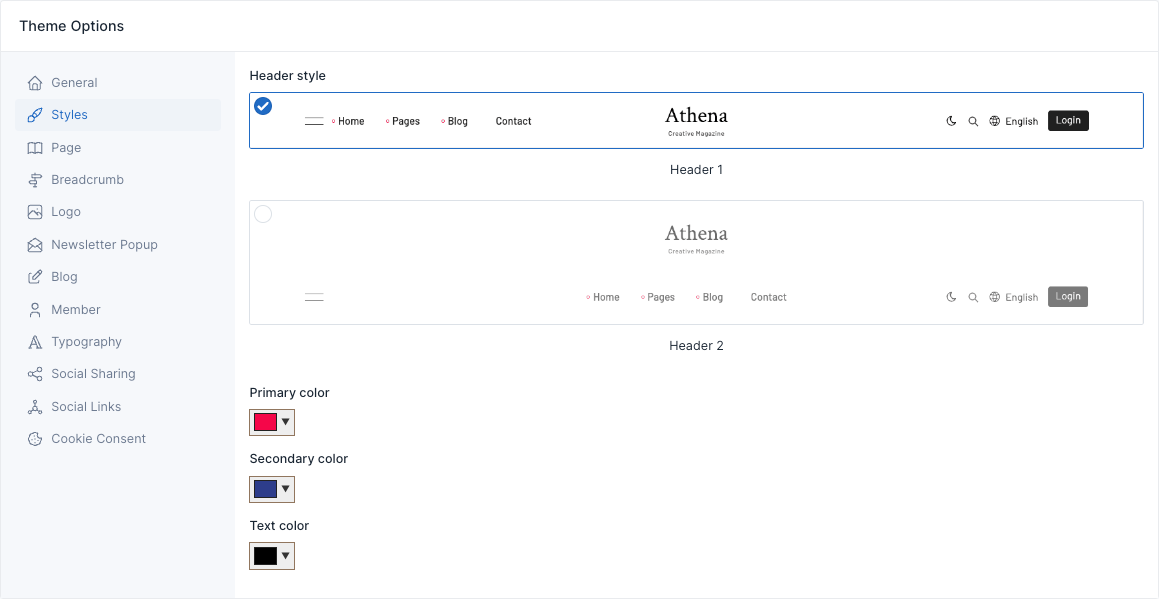 Theme Options
General
Styles
Page
Breadcrumb
Logo
Newsletter Popup
Blog
Member
Typography
Social Sharing
Social Links
Cookie Consent
Header style
Home Pages Blog Contact
Athena
Creative Magazine
English Login
Header 1
Athena
Creative Magazine
Home Pages Blog Contact
English Login
Header 2
Primary color
Secondary color
Text color